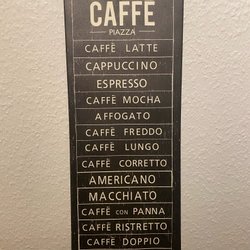 CAFFÈ
PIAZZA
CAFFÈ LATTE
CAPPUCCINO
ESPRESSO
CAFFÈ MOCHA
AFFOGATO
CAFFÈ FREDDO
CAFFÈ LUNGO
CAFFÈ CORRETTO
AMERICANO
MACCHIATO
CAFFÈ CON PANNA
CAFFÈ RISTRETTO
CAFFÈ DOPPIO